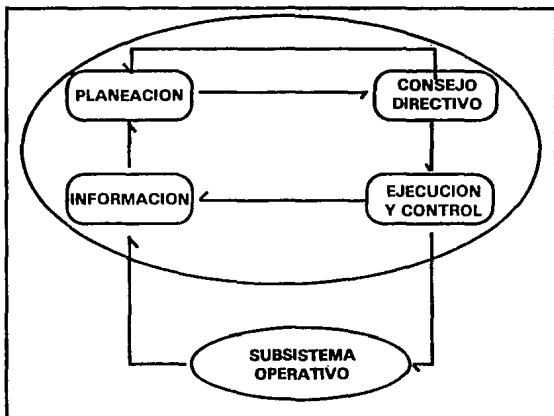 PLANEACION
CONSEJO
DIRECTIVO
INFORMACION
EJECUCION
Y CONTROL
SUBSISTEMA
OPERATIVO